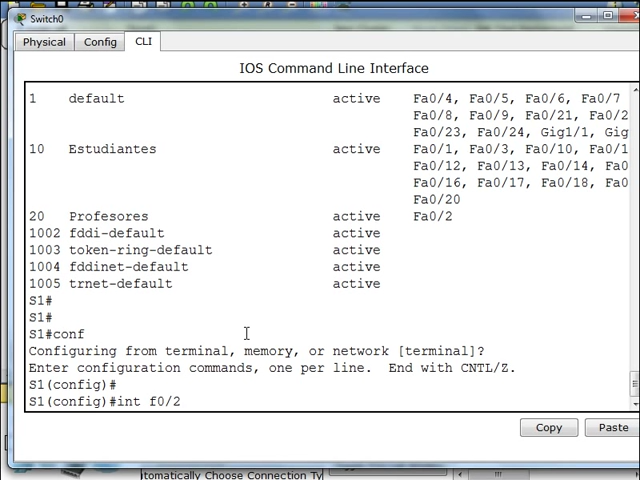 Switch0
Physical Config CLI
IOS Command Line Interface
1 default active Fa0/4, Fa0/5, Fa0/6, Fa0/7
Fa0/8, Fa0/9, Fa0/21, Fa0/2
Fa0/23, Fa0/24, Gig1/1, Gig
10 Estudiantes active Fa0/1, Fa0/3, Fa0/10, Fa0/1
Fa0/12, Fa0/13, Fa0/14, Fa0
Fa0/16, Fa0/17, Fa0/18, Fa0
Fa0/20
20 Profesores active Fa0/2
1002 fddi-default active
1003 token-ring-default active
1004 fddinet-default active
1005 trnet-default active
S1#
S1#
S1#conf
Configuring from terminal, memory, or network [terminal]?
Enter configuration commands, one per line. End with CNTL/Z.
S1(config)#
S1(config)#int f0/2
Copy Paste
tomatically Choose Connection Ty